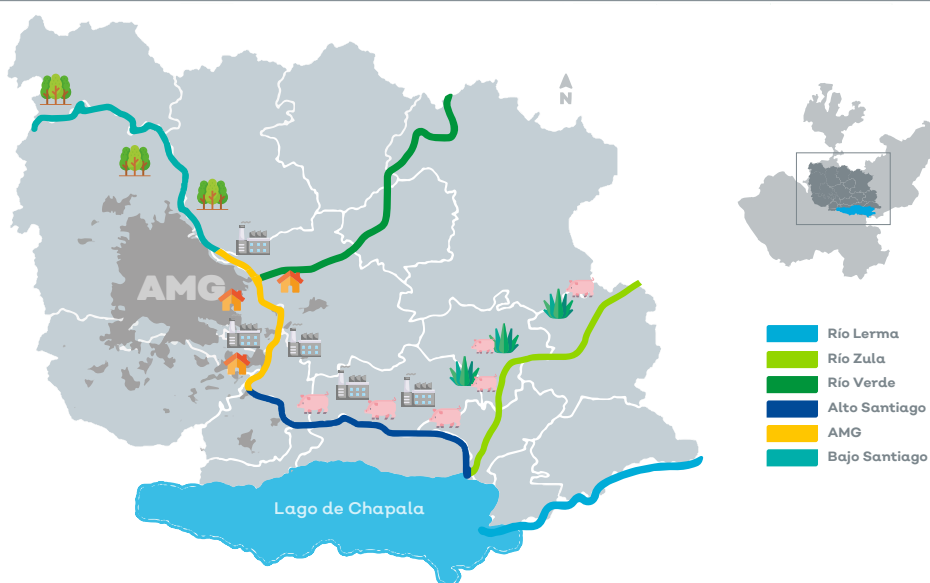 N
AMG
Lago de Chapala
Río Lerma
Río Zula
Río Verde
Alto Santiago
AMG
Bajo Santiago